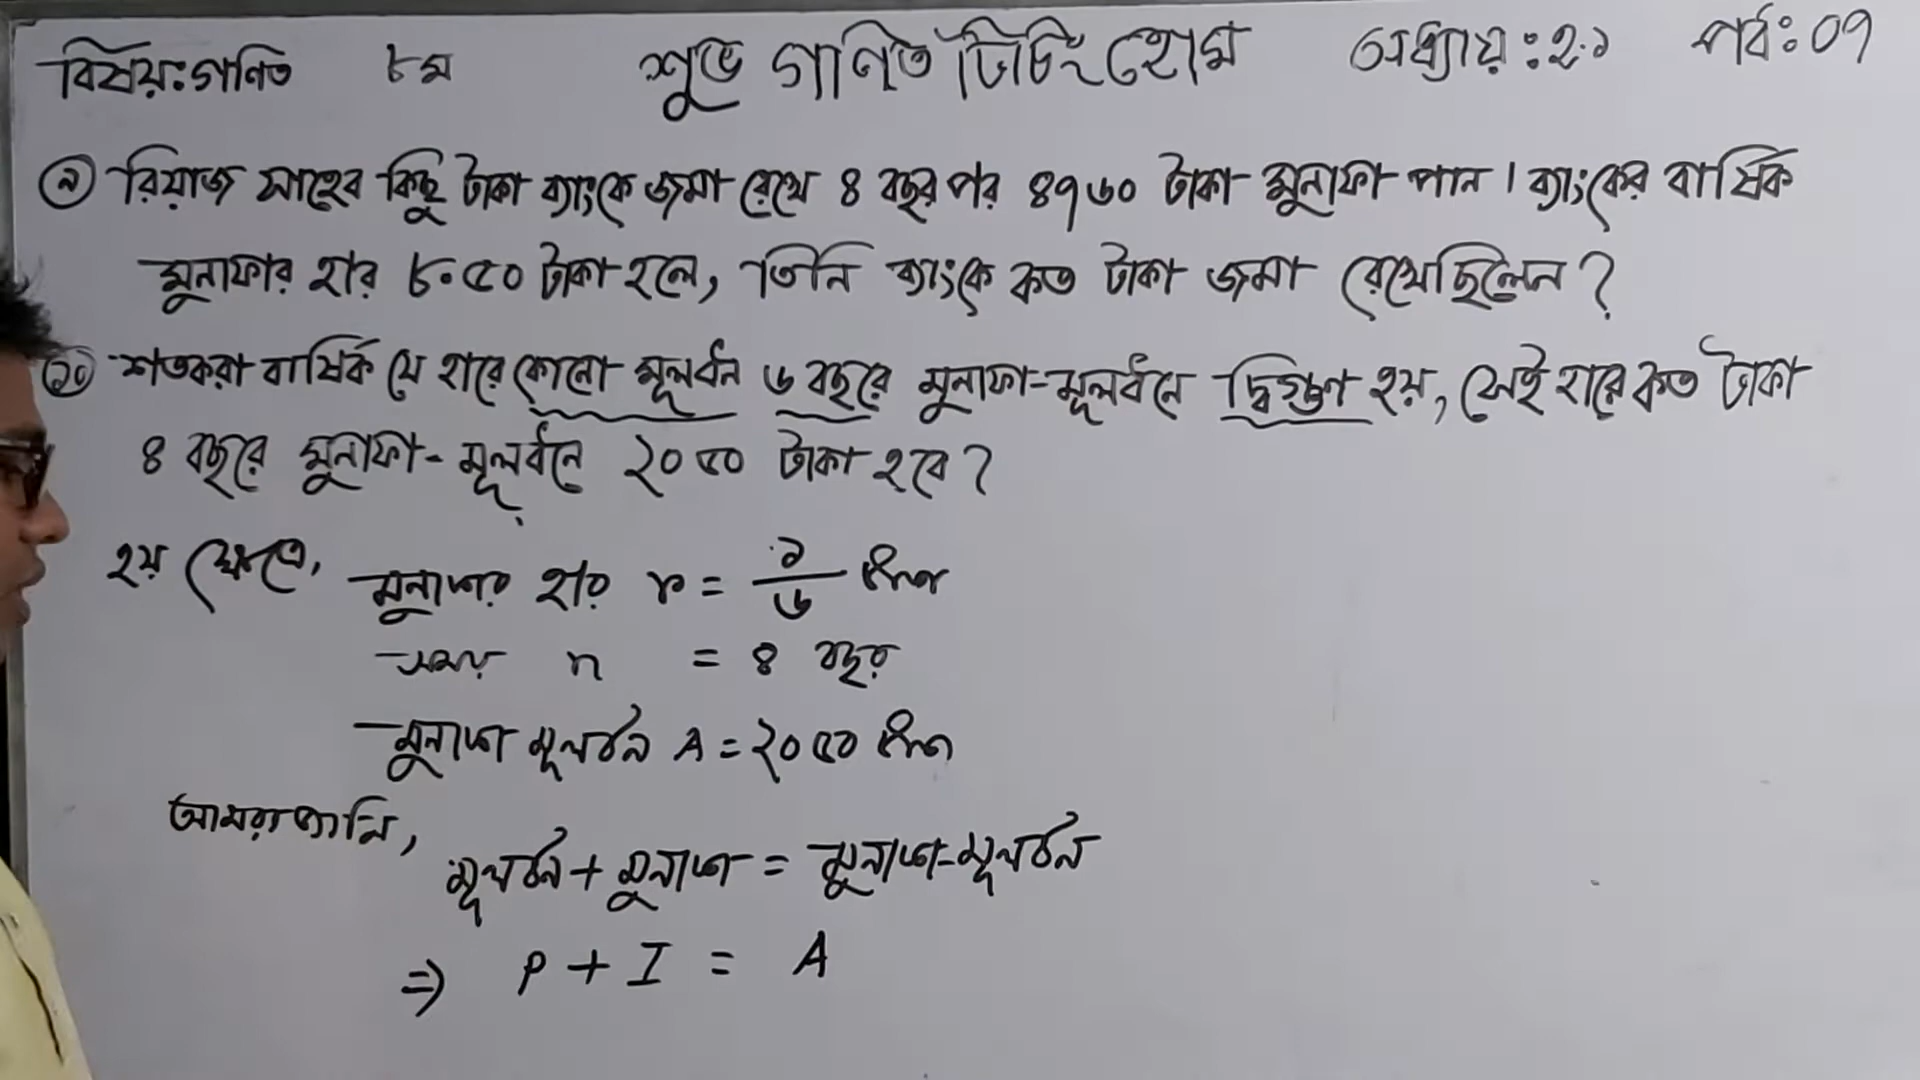 বিষয়ঃগণিত ৮ম শুভ গণিত টিচিং হোম অধ্যায়ঃ২.১ পর্বঃ০৭
৯ রিয়াজ সাহেব কিছু টাকা ব্যাংকে জমা রেখে ৪ বছর পর ৪৭৬০ টাকা মুনাফা পান। ব্যাংকের বার্ষিক
মুনাফার হার ৮.৫০ টাকা হলে, তিনি ব্যাংকে কত টাকা জমা রেখেছিলেন?
১০ শতকরা বার্ষিক যে হারে কোনো মূলধন ৬ বছরে মুনাফা-মূলধনে দ্বিগুণ হয়, সেই হারে কত টাকা
৪ বছরে মুনাফা-মূলধনে ২০৫০ টাকা হবে?
২য় ক্ষেত্রে, মুনাফার হার r = ১/৬ টাকা
সময় n = ৪ বছর
মুনাফা মূলধন A = ২০৫০ টাকা
আমরা জানি,
মূলধন + মুনাফা = মুনাফা-মূলধন
⇒ P + I = A